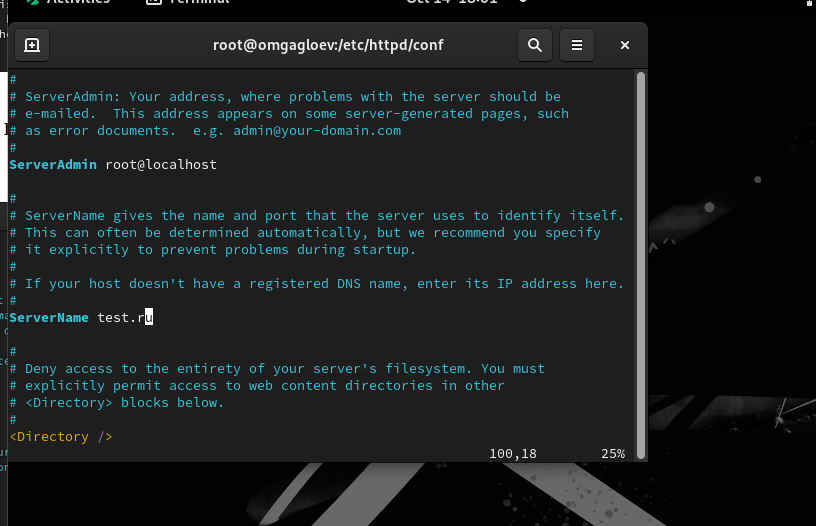 Activities Terminal Oct 14 18:01
root@omgagloev:/etc/httpd/conf
#
# ServerAdmin: Your address, where problems with the server should be
# e-mailed.  This address appears on some server-generated pages, such
# as error documents.  e.g. admin@your-domain.com
#
ServerAdmin root@localhost
#
# ServerName gives the name and port that the server uses to identify itself.
# This can often be determined automatically, but we recommend you specify
# it explicitly to prevent problems during startup.
#
# If your host doesn't have a registered DNS name, enter its IP address here.
#
ServerName test.ru
#
# Deny access to the entirety of your server's filesystem. You must
# explicitly permit access to web content directories in other
# <Directory> blocks below.
#
<Directory />
100,18 25%